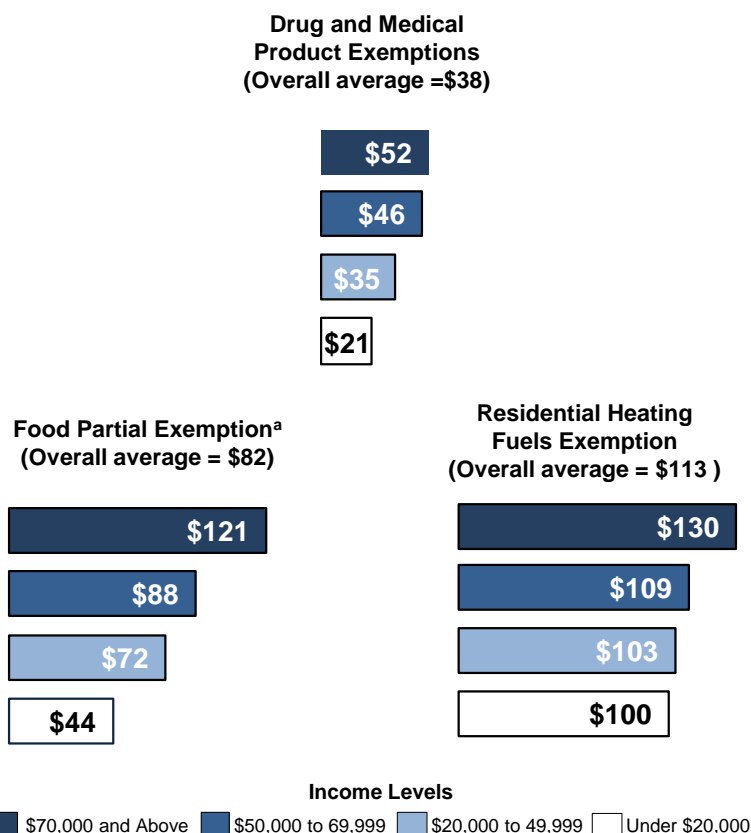 Drug and Medical
Product Exemptions
(Overall average =$38)
$52
$46
$35
$21
Food Partial Exemptionᵃ
(Overall average = $82)
$121
$88
$72
$44
Residential Heating
Fuels Exemption
(Overall average = $113 )
$130
$109
$103
$100
Income Levels
$70,000 and Above $50,000 to 69,999 $20,000 to 49,999 Under $20,000